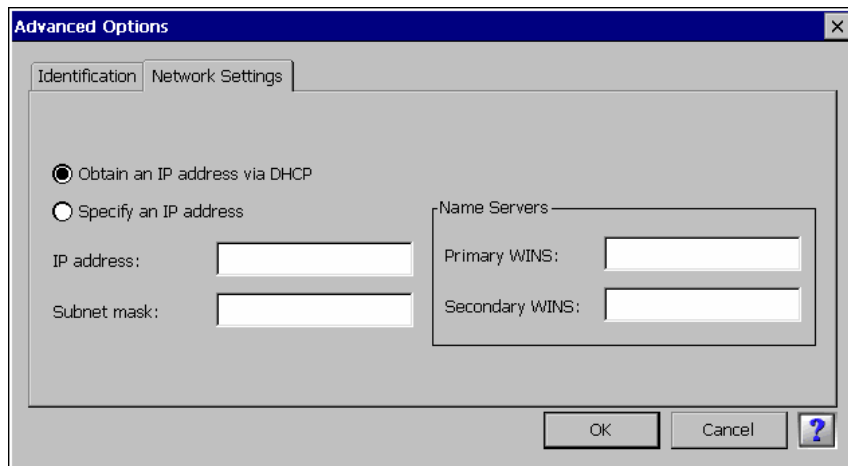 Advanced Options
Identification
Network Settings
Obtain an IP address via DHCP
Specify an IP address
IP address:
Subnet mask:
Name Servers
Primary WINS:
Secondary WINS:
OK
Cancel
?